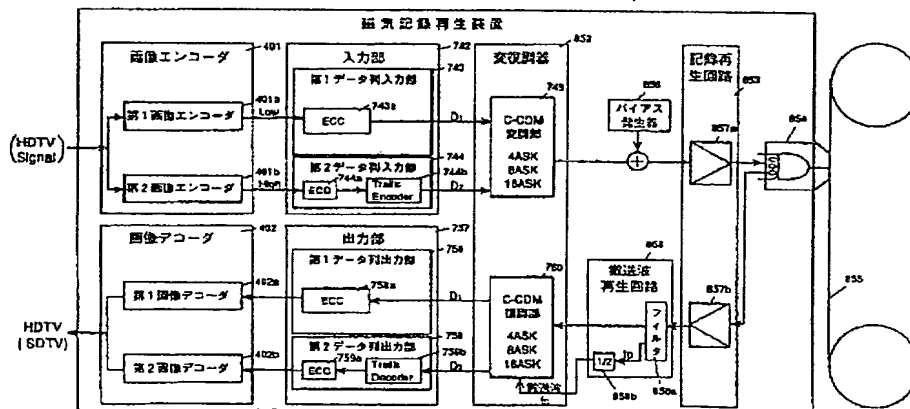 磁気記録再生装置
画像エンコーダ
401
第1画像エンコーダ
401a
Low
第2画像エンコーダ
401b
High
(HDTV Signal)
入力部
742
743
第1データ列入力部
743a
ECC
D₁
第2データ列入力部
744
744a
ECC
744b
Trellis
Encoder
D₂
変復調器
852
749
C-CDM
変調部
4ASK
8ASK
16ASK
856
バイアス
発生器
記録再
生回路
853
857a
854
画像デコーダ
402
第1画像デコーダ
402a
第2画像デコーダ
402b
HDTV
(SDTV)
出力部
737
758
第1データ列出力部
758a
ECC
D₁
第2データ列出力部
759a
ECC
759b
Trellis
Decoder
D₂
760
C-CDM
4ASK
8ASK
16ASK
搬送波
搬送波
再生回路
858
フィルタ
1/2
858b
857b
855